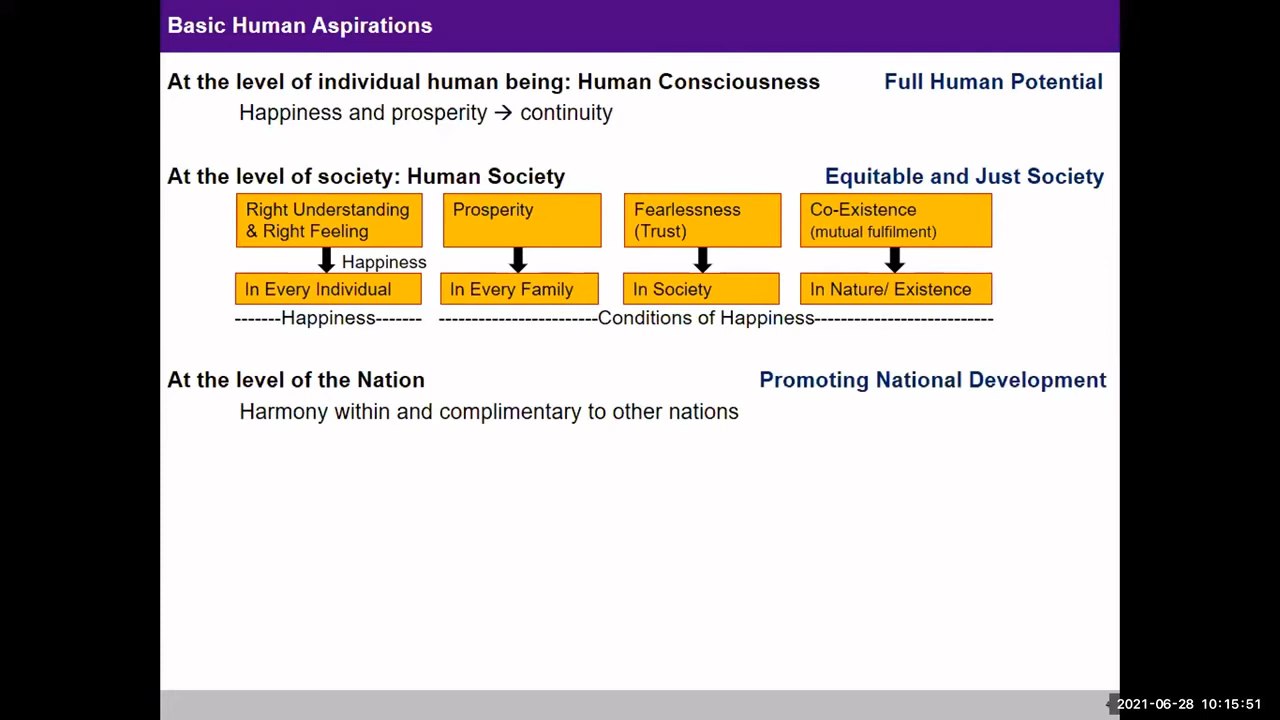 Basic Human Aspirations
At the level of individual human being: Human Consciousness Full Human Potential
Happiness and prosperity → continuity
At the level of society: Human Society Equitable and Just Society
Right Understanding & Right Feeling
Prosperity
Fearlessness (Trust)
Co-Existence (mutual fulfilment)
Happiness
In Every Individual In Every Family In Society In Nature/ Existence
-------Happiness------- ------------------------Conditions of Happiness---------------------------
At the level of the Nation Promoting National Development
Harmony within and complimentary to other nations
2021-06-28 10:15:51